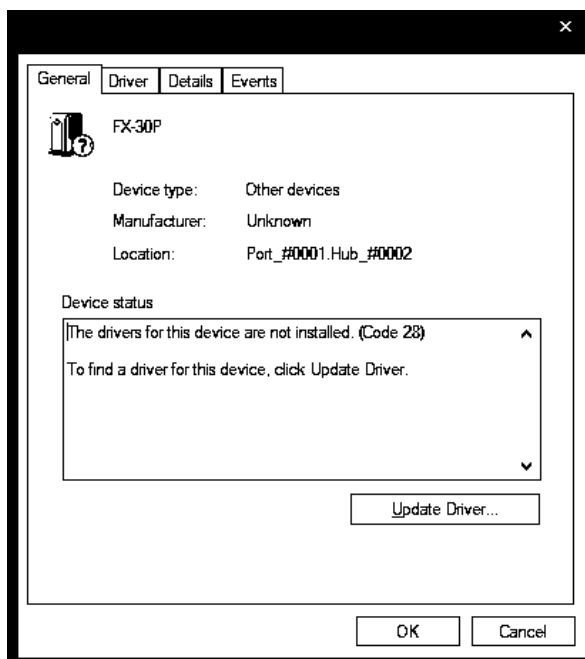 General Driver Details Events
FX-30P
Device type: Other devices
Manufacturer: Unknown
Location: Port_#0001.Hub_#0002
Device status
The drivers for this device are not installed. (Code 28)
To find a driver for this device, click Update Driver.
Update Driver...
OK Cancel